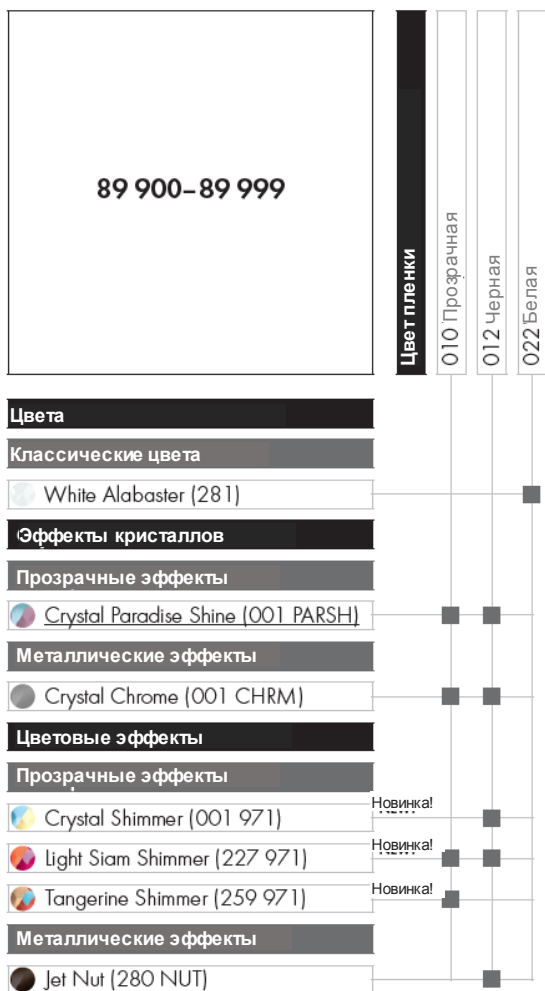 89 900–89 999
Цвет пленки
010 Прозрачная
012 Черная
022 Белая
Цвета
Классические цвета
White Alabaster (281)
Эффекты кристаллов
Прозрачные эффекты
Crystal Paradise Shine (001 PARSH)
Металлические эффекты
Crystal Chrome (001 CHRM)
Цветовые эффекты
Прозрачные эффекты
Crystal Shimmer (001 971) Новинка!
Light Siam Shimmer (227 971) Новинка!
Tangerine Shimmer (259 971) Новинка!
Металлические эффекты
Jet Nut (280 NUT)